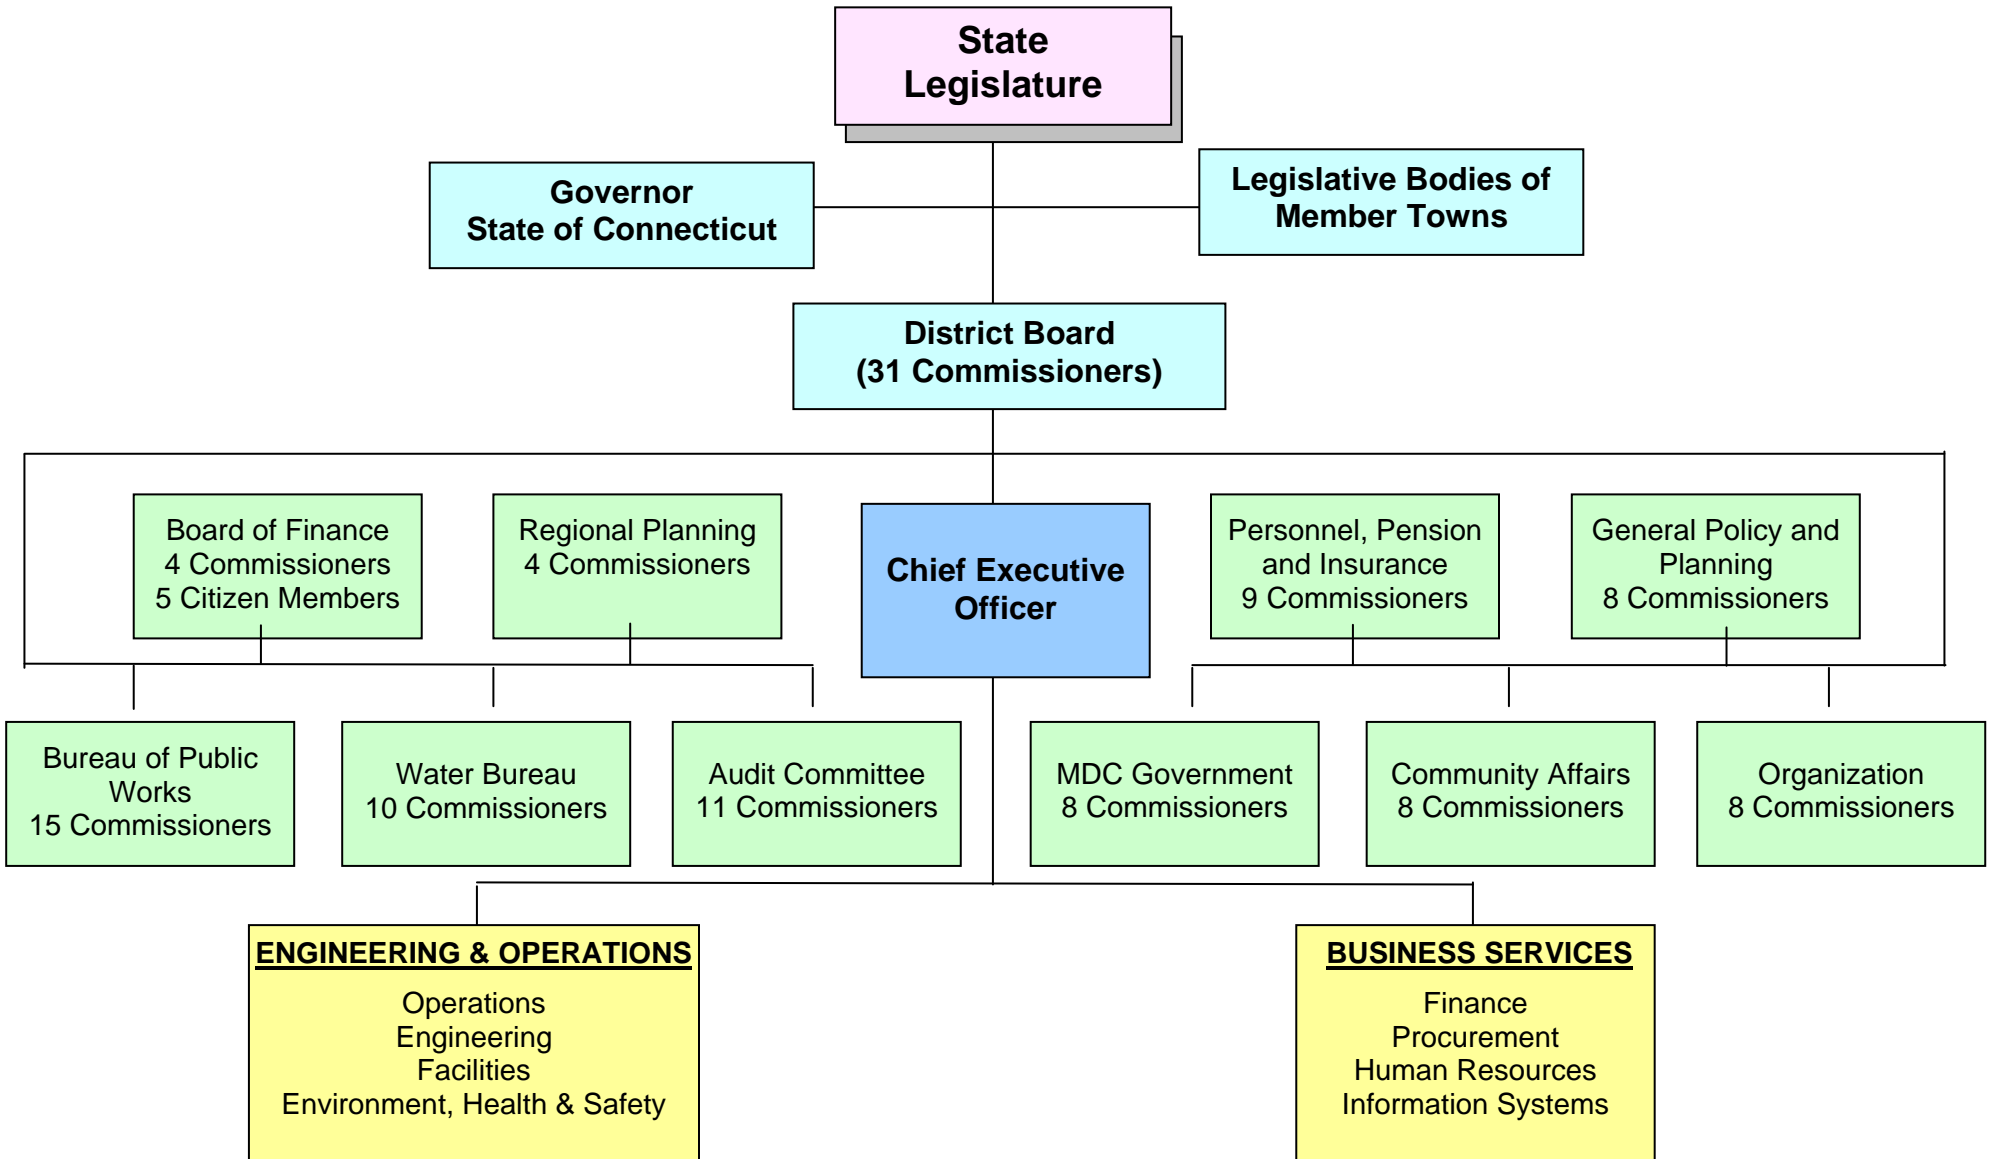 State
Legislature
Governor
State of Connecticut
Legislative Bodies of
Member Towns
District Board
(31 Commissioners)
Board of Finance
4 Commissioners
5 Citizen Members
Regional Planning
4 Commissioners
Chief Executive
Officer
Personnel, Pension
and Insurance
9 Commissioners
General Policy and
Planning
8 Commissioners
Bureau of Public
Works
15 Commissioners
Water Bureau
10 Commissioners
Audit Committee
11 Commissioners
MDC Government
8 Commissioners
Community Affairs
8 Commissioners
Organization
8 Commissioners
ENGINEERING & OPERATIONS
Operations
Engineering
Facilities
Environment, Health & Safety
BUSINESS SERVICES
Finance
Procurement
Human Resources
Information Systems